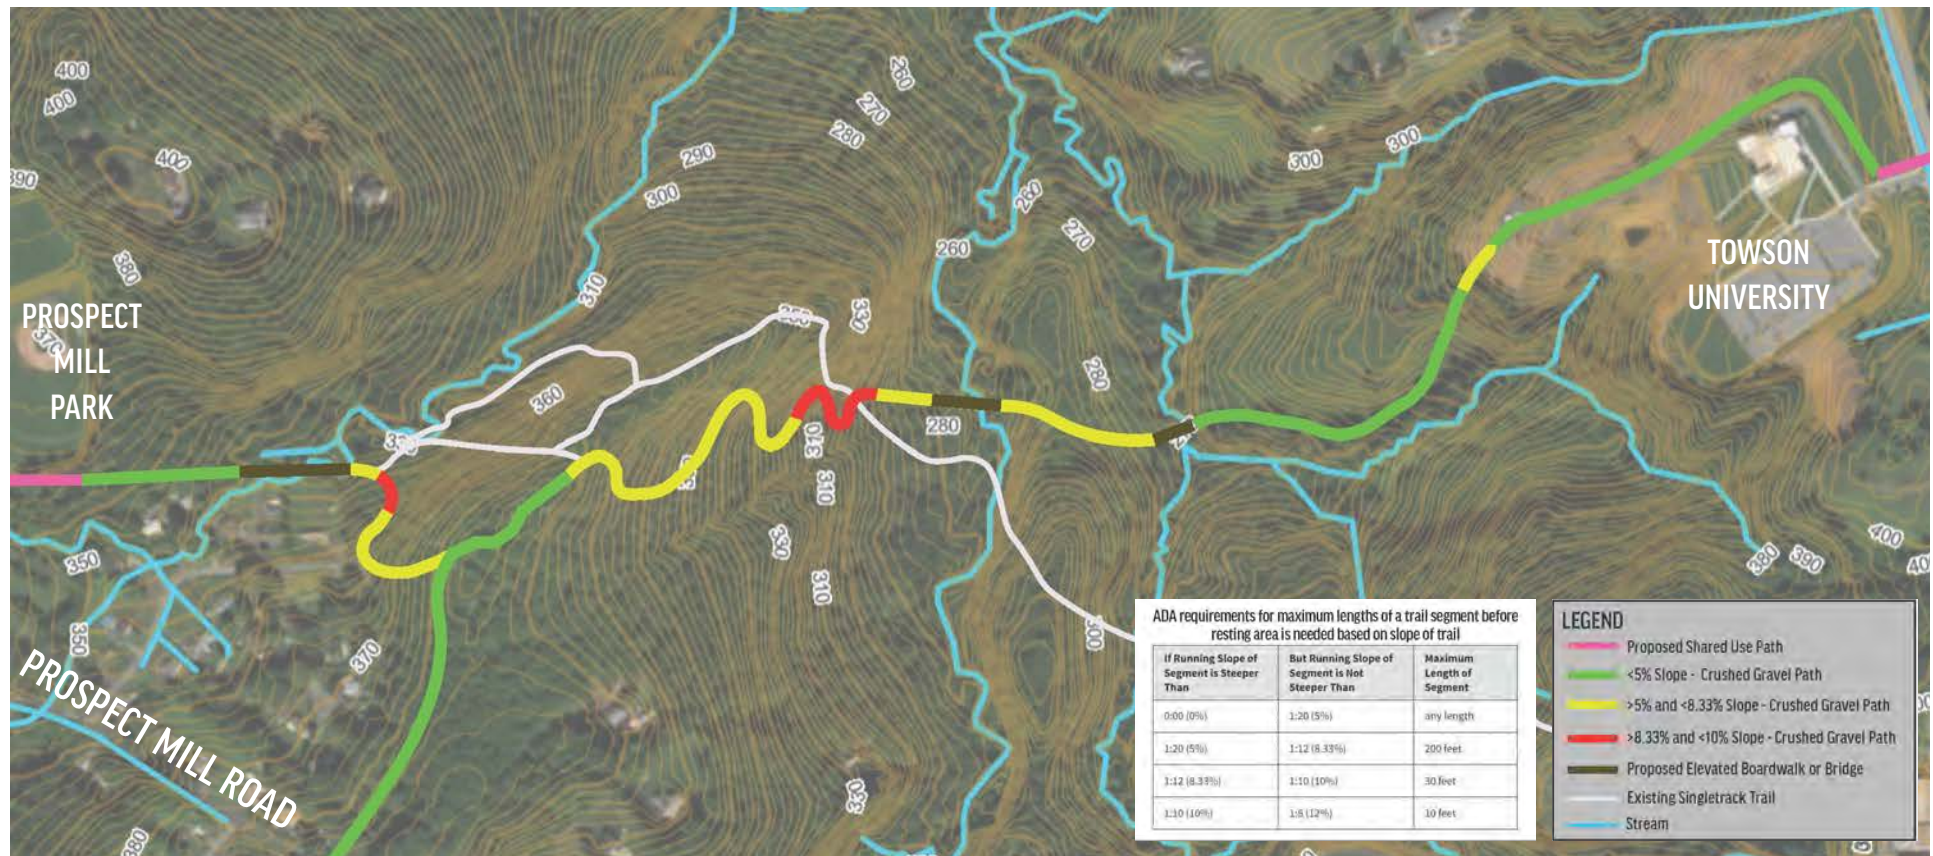 400
400
400
390
380
PROSPECT
MILL
PARK
370
350
350
370
380
PROSPECT MILL ROAD
290
300
310
260
270
280
330
360
310
310
330
310
330
260
260
270
280
280
300
300
300
TOWSON
UNIVERSITY
380
390
400
ADA requirements for maximum lengths of a trail segment before
resting area is needed based on slope of trail
If Running Slope of
Segment is Steeper
Than
But Running Slope of
Segment is Not
Steeper Than
Maximum
Length of
Segment
0:00 (0%) 1:20 (5%) any length
1:20 (5%) 1:12 (8.33%) 200 feet
1:12 (8.33%) 1:10 (10%) 30 feet
1:10 (10%) 1:8 (12%) 10 feet
LEGEND
Proposed Shared Use Path
<5% Slope - Crushed Gravel Path
>5% and <8.33% Slope - Crushed Gravel Path
>8.33% and <10% Slope - Crushed Gravel Path
Proposed Elevated Boardwalk or Bridge
Existing Singletrack Trail
Stream